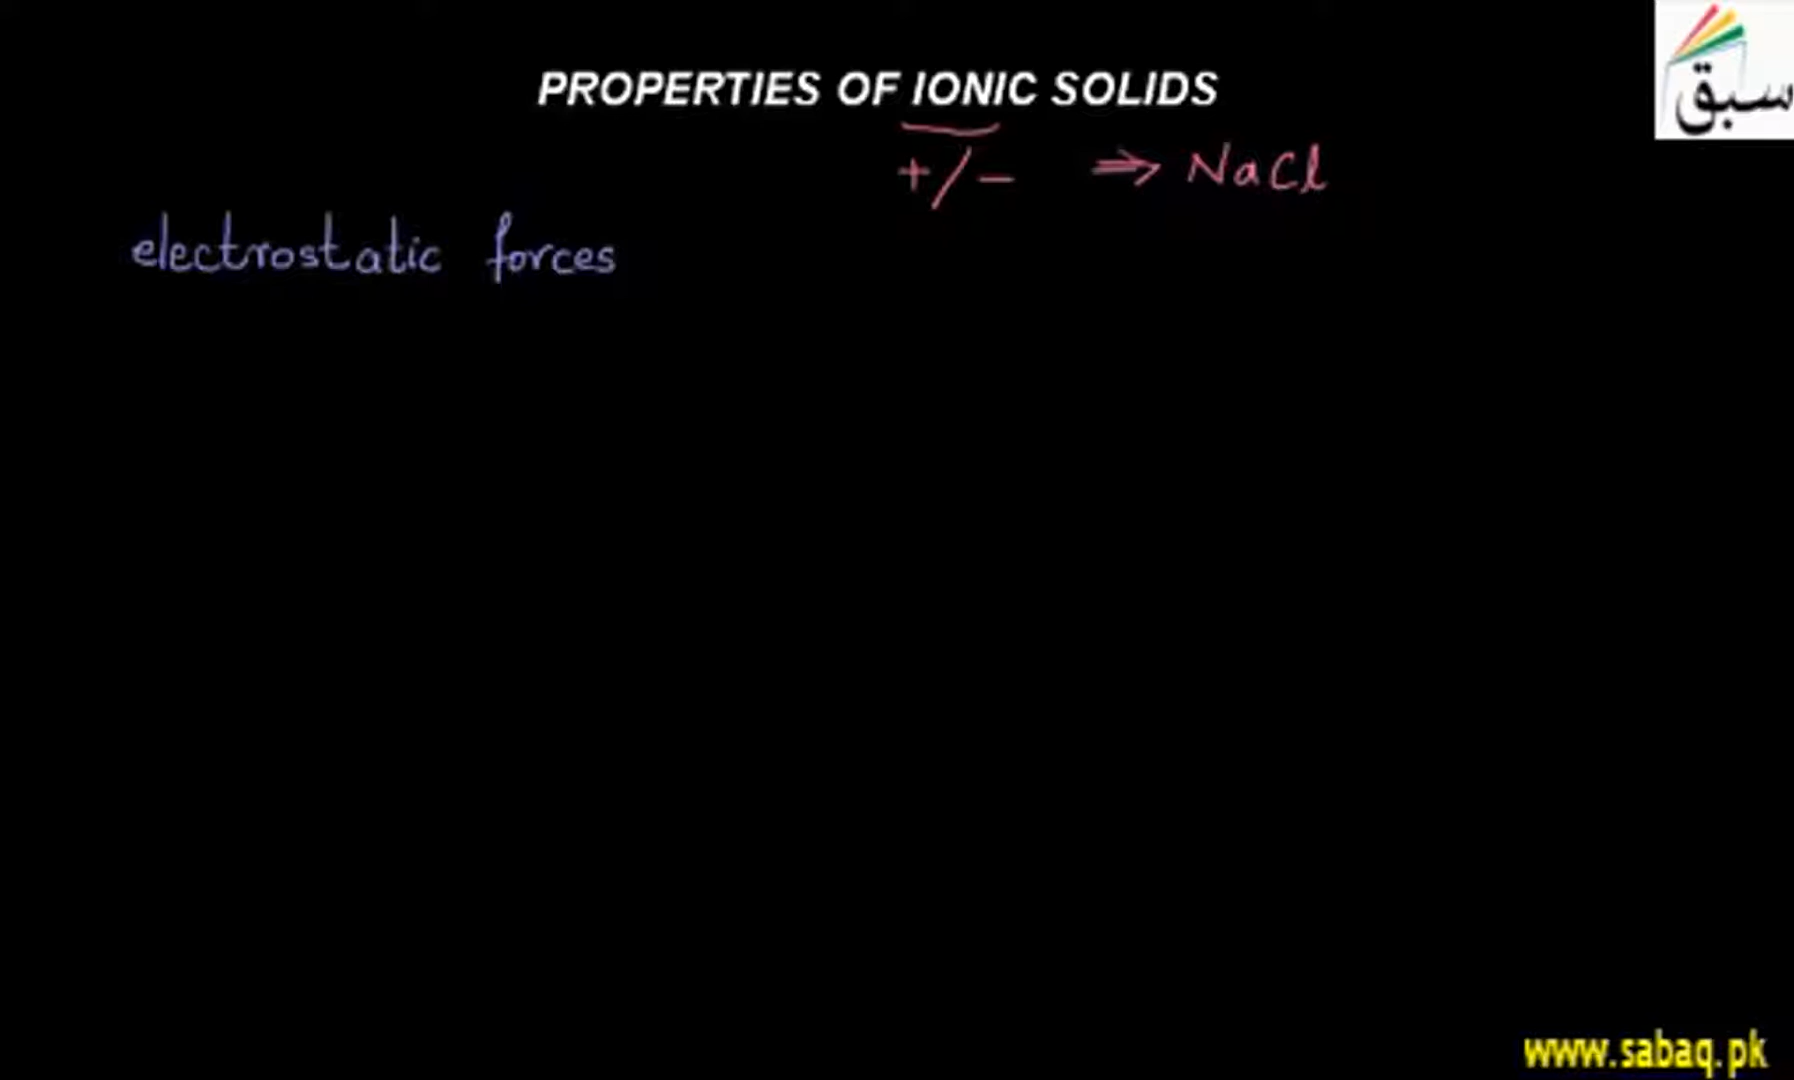 PROPERTIES OF IONIC SOLIDS
سبق
+/- ⇒ NaCl
electrostatic forces
www.sabaq.pk